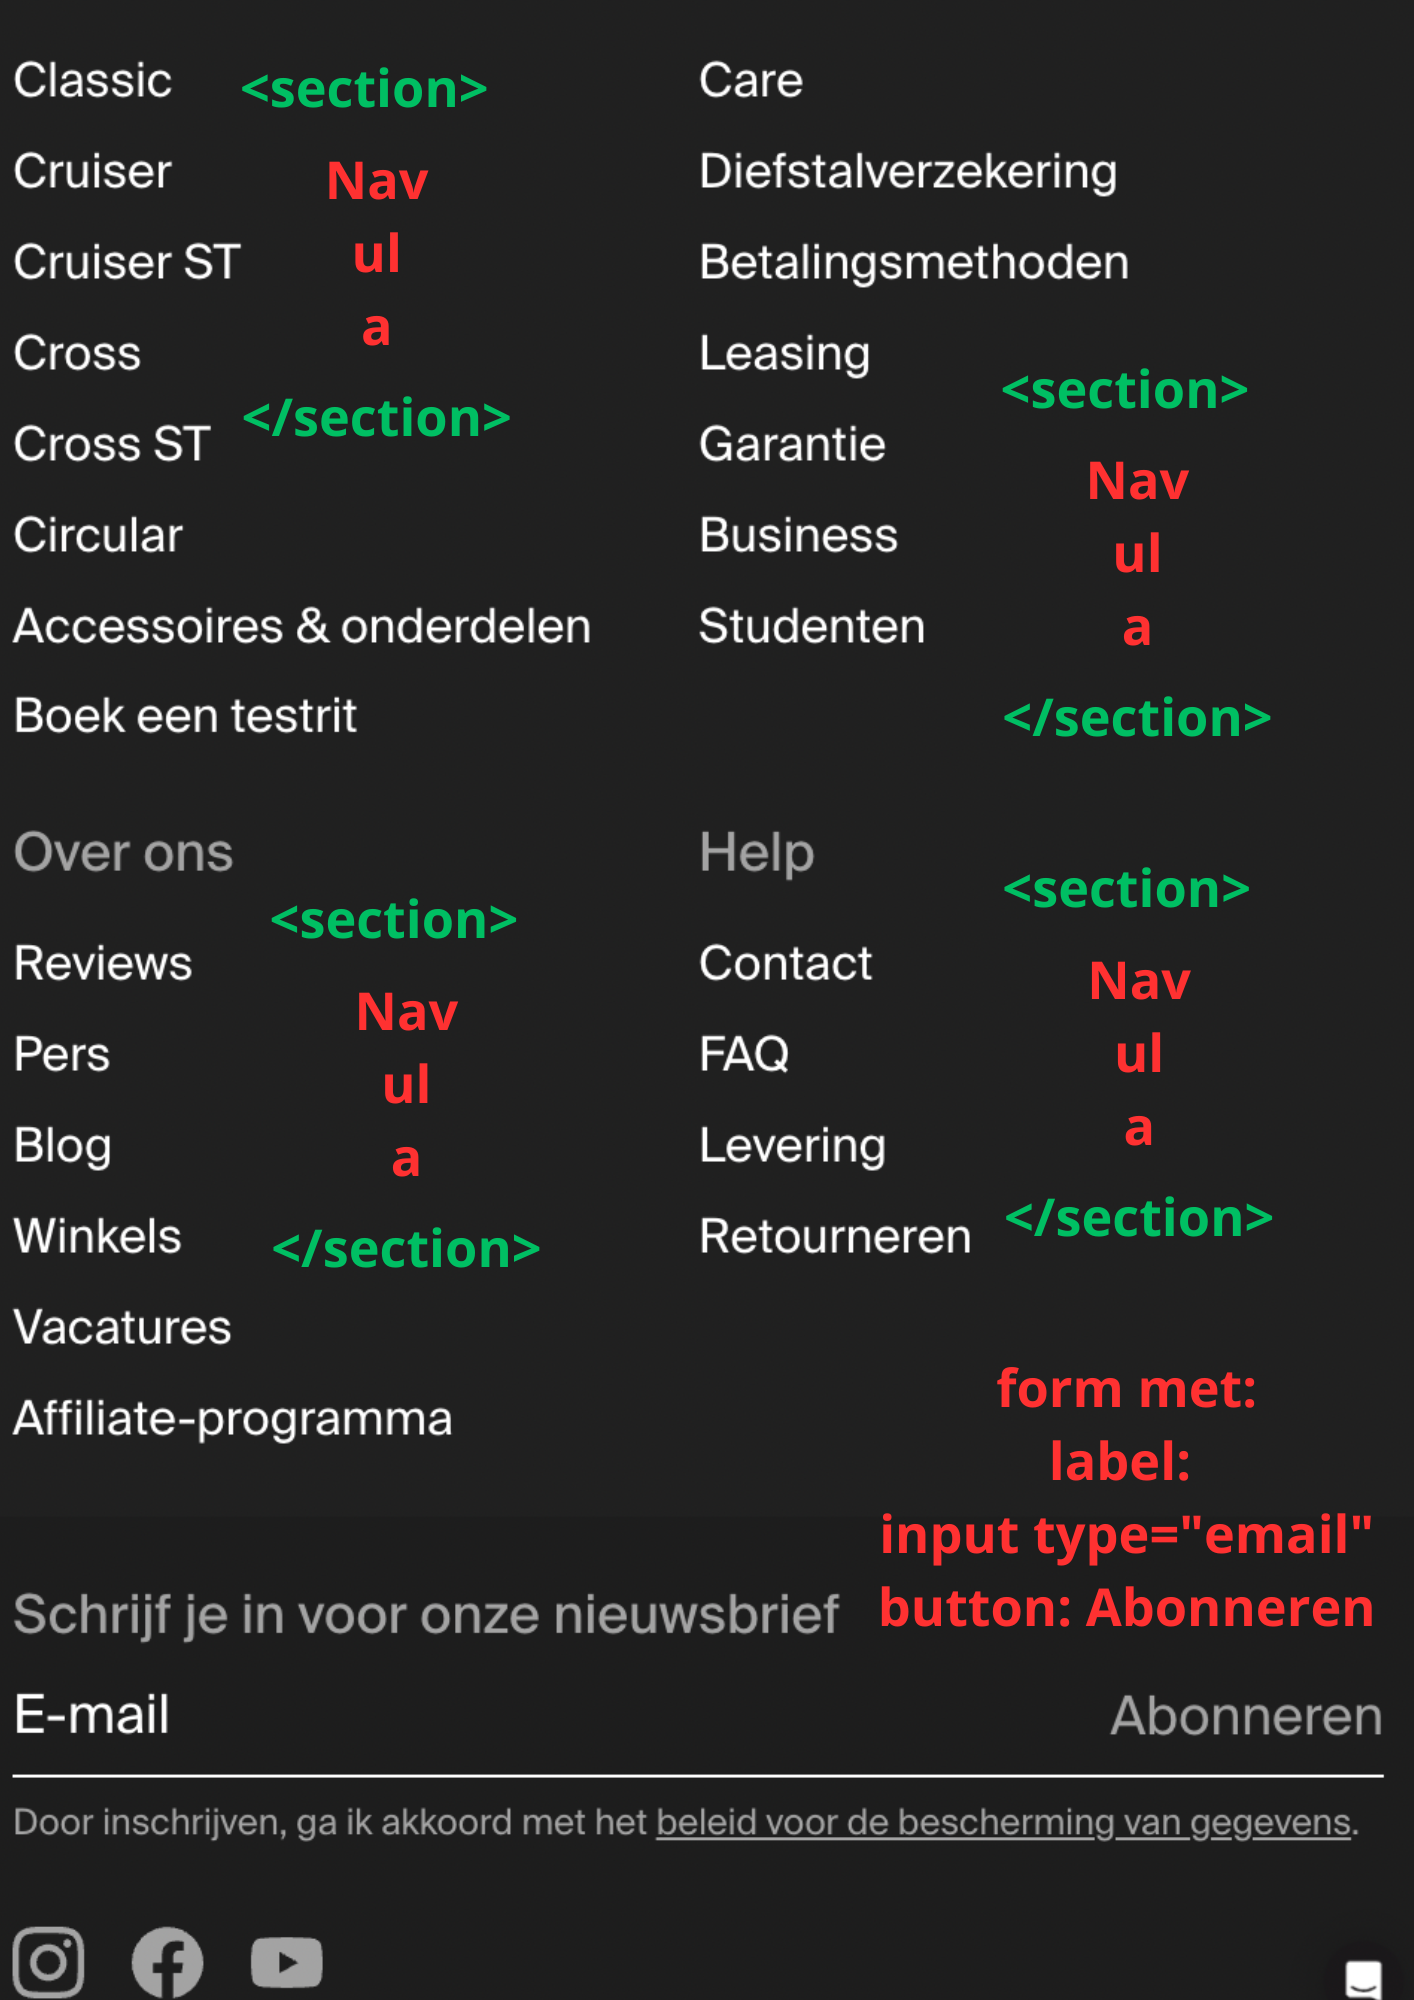 Classic
<section>
Cruiser
Nav
Cruiser ST
ul
Cross
a
Cross ST
</section>
Circular
Accessoires & onderdelen
Boek een testrit
Care
Diefstalverzekering
Betalingsmethoden
Leasing
<section>
Garantie
Nav
Business
ul
Studenten
a
</section>
Over ons
<section>
Reviews
Nav
Pers
ul
Blog
a
Winkels
</section>
Vacatures
Affiliate-programma
Help
<section>
Contact
Nav
FAQ
ul
Levering
a
Retourneren
</section>
form met:
label:
input type="email"
button: Abonneren
Schrijf je in voor onze nieuwsbrief
E-mail
Abonneren
Door inschrijven, ga ik akkoord met het beleid voor de bescherming van gegevens.